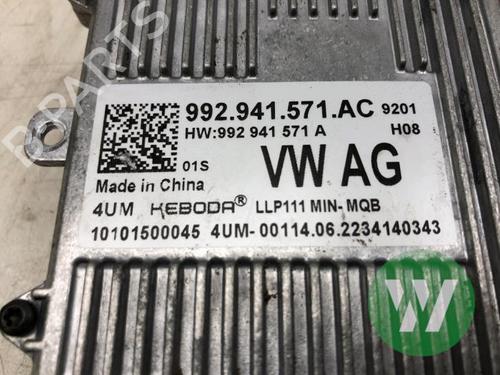 992.941.571.AC 9201
HW:992 941 571 A H08
01S VW AG
Made in China
4UM KEBODA® LLP111 MIN- MQB
10101500045 4UM- 00114.06.2234140343
B PARTS
W